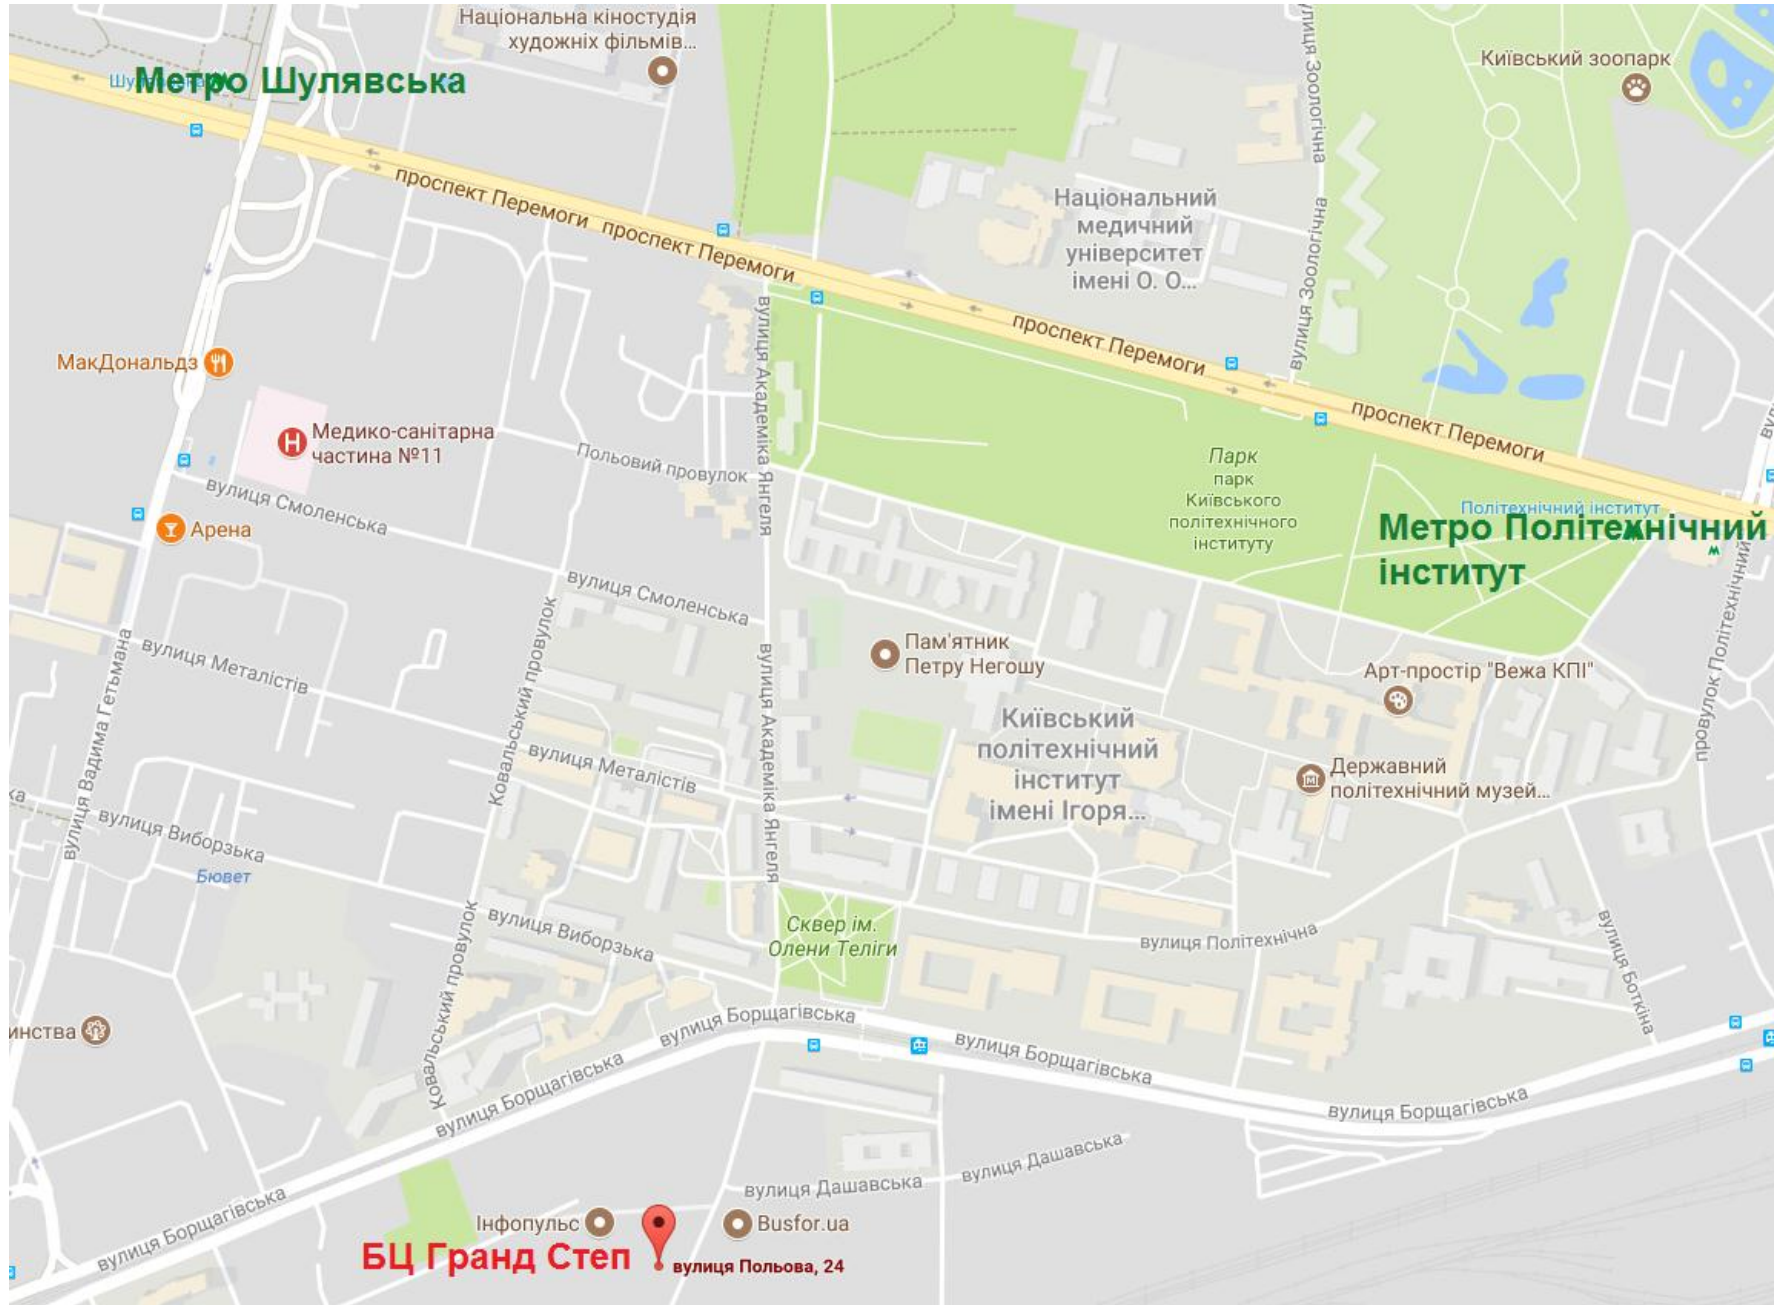 Національна кіностудія
художніх фільмів...
Київський зоопарк
Метро Шулявська
вулиця Зоологічна
проспект Перемоги
проспект Перемоги
Національний
медичний
університет
імені О. О...
вулиця Зоологічна
проспект Перемоги
МакДональдз
вулиця Академіка Янгеля
проспект Перемоги
Медико-санітарна
частина №11
Польовий провулок
Парк
парк
Київського
політехнічного
інституту
вулиця Смоленська
Політехнічний інститут
Метро Політехнічний
інститут
Арена
вулиця Смоленська
провулок Політехнічний
вулиця Металістів
Пам'ятник
Петру Негошу
Арт-простір "Вежа КПІ"
вулиця Вадима Гетьмана
Ковальський провулок
вулиця Академіка Янгеля
Київський
політехнічний
інститут
імені Ігоря...
вулиця Металістів
Державний
політехнічний музей...
вулиця Виборзька
Бювет
вулиця Виборзька
Сквер ім.
Олени Теліги
вулиця Політехнічна
вулиця Боткіна
Ковальський провулок
инства
вулиця Борщагівська
вулиця Борщагівська
вулиця Борщагівська
вулиця Борщагівська
вулиця Дашавська
вулиця Дашавська
вулиця Борщагівська
Інфопульс
Busfor.ua
БЦ Гранд Степ
вулиця Польова, 24